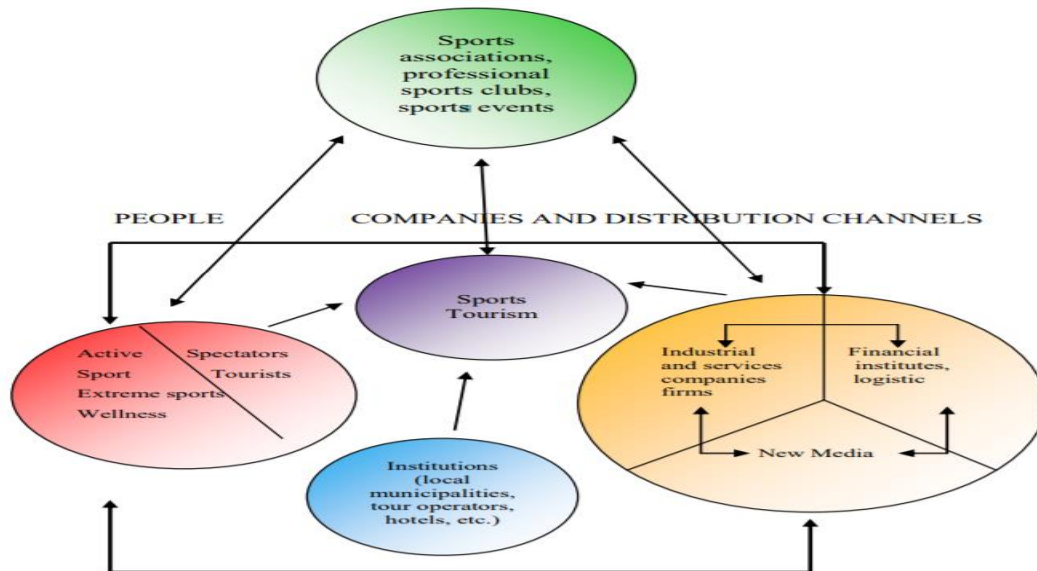 Sports
associations,
professional
sports clubs,
sports events
PEOPLE
COMPANIES AND DISTRIBUTION CHANNELS
Sports
Tourism
Active
Sport
Extreme sports
Wellness
Spectators
Tourists
Industrial
and services
companies
firms
Financial
institutes,
logistic
New Media
Institutions
(local
municipalities,
tour operators,
hotels, etc.)